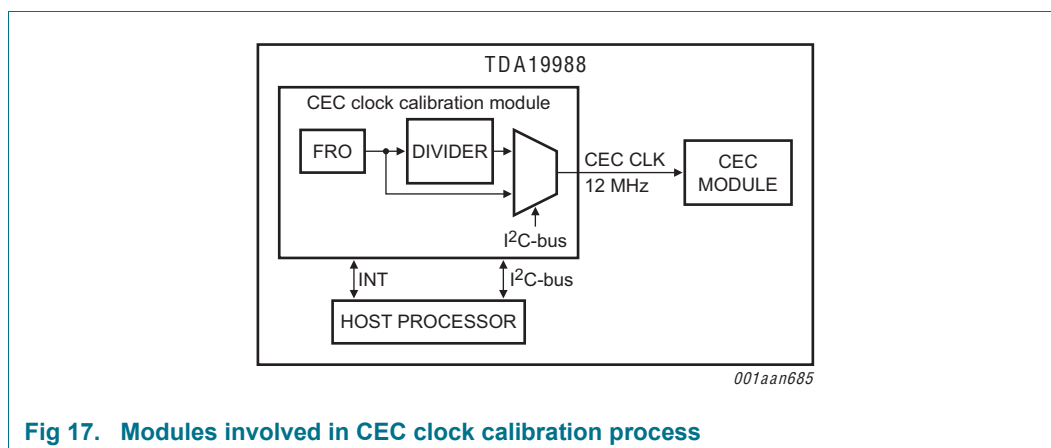 TDA19988
CEC clock calibration module
FRO
DIVIDER
CEC CLK
12 MHz
CEC
MODULE
I²C-bus
INT
I²C-bus
HOST PROCESSOR
001aan685
Fig 17. Modules involved in CEC clock calibration process